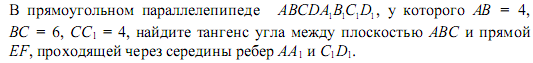 В прямоугольном параллелепипеде ABCDA₁B₁C₁D₁, у которого AB = 4,
BC = 6, CC₁ = 4, найдите тангенс угла между плоскостью ABC и прямой
EF, проходящей через середины ребер AA₁ и C₁D₁.